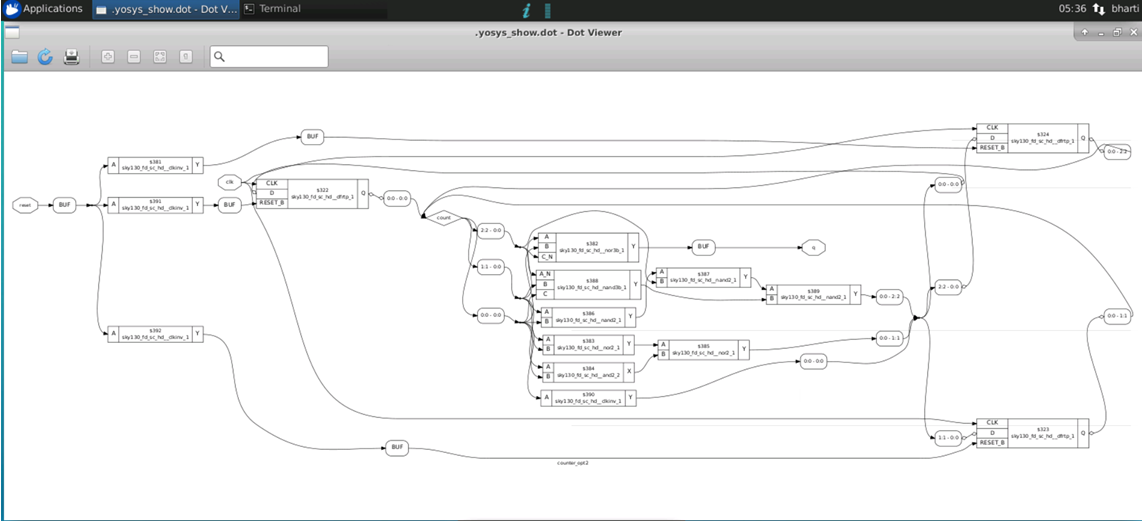 Applications
.yosys_show.dot - Dot V...
Terminal
05:36
bharti
.yosys_show.dot - Dot Viewer
BUF
CLK
D
RESET_B
$324
sky130_fd_sc_hd__dfrtp_1
Q
0:0 - 2:2
A
$381
sky130_fd_sc_hd__clkinv_1
Y
clk
CLK
D
RESET_B
$322
sky130_fd_sc_hd__dfrtp_1
Q
0:0 - 0:0
0:0 - 0:0
reset
BUF
A
$391
sky130_fd_sc_hd__clkinv_1
Y
BUF
count
2:2 - 0:0
A
B
C_N
$382
sky130_fd_sc_hd__nor3b_1
Y
BUF
q
1:1 - 0:0
A_N
B
C
$388
sky130_fd_sc_hd__nand3b_1
Y
A
B
$387
sky130_fd_sc_hd__nand2_1
Y
A
B
$389
sky130_fd_sc_hd__nand2_1
Y
0:0 - 2:2
2:2 - 0:0
0:0 - 0:0
A
B
$386
sky130_fd_sc_hd__nand2_1
Y
0:0 - 1:1
A
$392
sky130_fd_sc_hd__clkinv_1
Y
A
B
$383
sky130_fd_sc_hd__nor2_1
Y
A
B
$385
sky130_fd_sc_hd__nor2_1
Y
0:0 - 1:1
A
B
$384
sky130_fd_sc_hd__and2_2
X
0:0 - 0:0
A
$390
sky130_fd_sc_hd__clkinv_1
Y
CLK
D
RESET_B
$323
sky130_fd_sc_hd__dfrtp_1
Q
1:1 - 0:0
BUF
counter_opt2